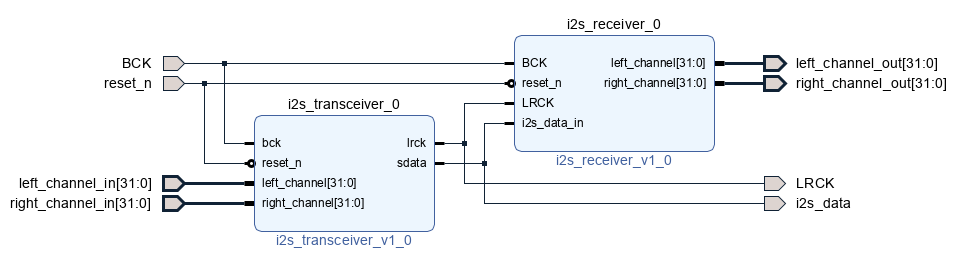 i2s_receiver_0
BCK
reset_n
BCK
reset_n
LRCK
i2s_data_in
left_channel[31:0]
right_channel[31:0]
left_channel_out[31:0]
right_channel_out[31:0]
i2s_receiver_v1_0
i2s_transceiver_0
bck
reset_n
left_channel[31:0]
right_channel[31:0]
lrck
sdata
left_channel_in[31:0]
right_channel_in[31:0]
LRCK
i2s_data
i2s_transceiver_v1_0